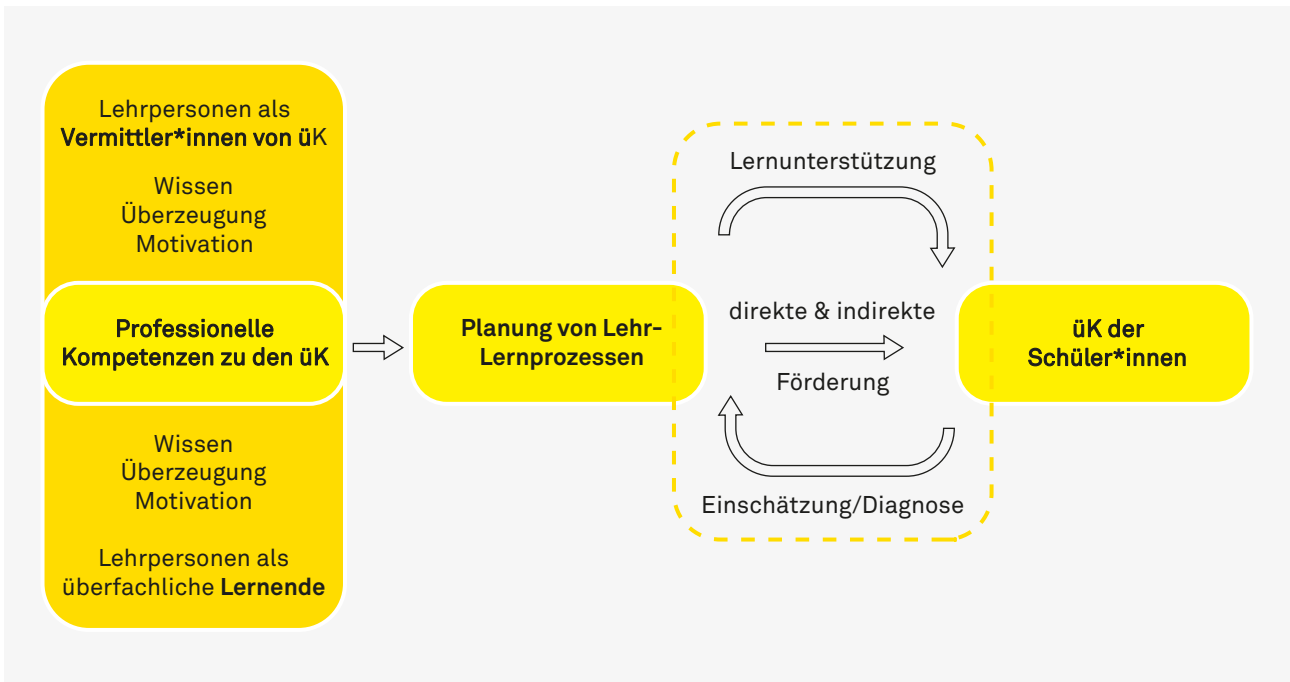 Lehrpersonen als
Vermittler*innen von üK
Wissen
Überzeugung
Motivation
Professionelle
Kompetenzen zu den üK
Wissen
Überzeugung
Motivation
Lehrpersonen als
überfachliche Lernende
Planung von Lehr-
Lernprozessen
Lernunterstützung
direkte & indirekte
Förderung
Einschätzung/Diagnose
üK der
Schüler*innen